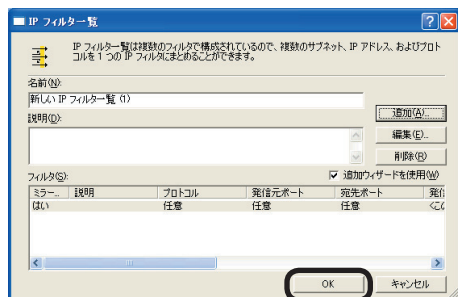 IP フィルター覧
IP フィルター覧は複数のフィルタで構成されているので、複数のサブネット、IP アドレス、およびプロト
コルを 1 つの IP フィルタにまとめることができます。
名前(N):
新しい IP フィルター覧 (1)
追加(A)...
説明(D):
編集(E)...
削除(R)
フィルタ(S):
追加ウィザードを使用(W)
ミラー... 説明 プロトコル 発信元ポート 宛先ポート 発信
はい 任意 任意 任意 <こ
OK キャンセル